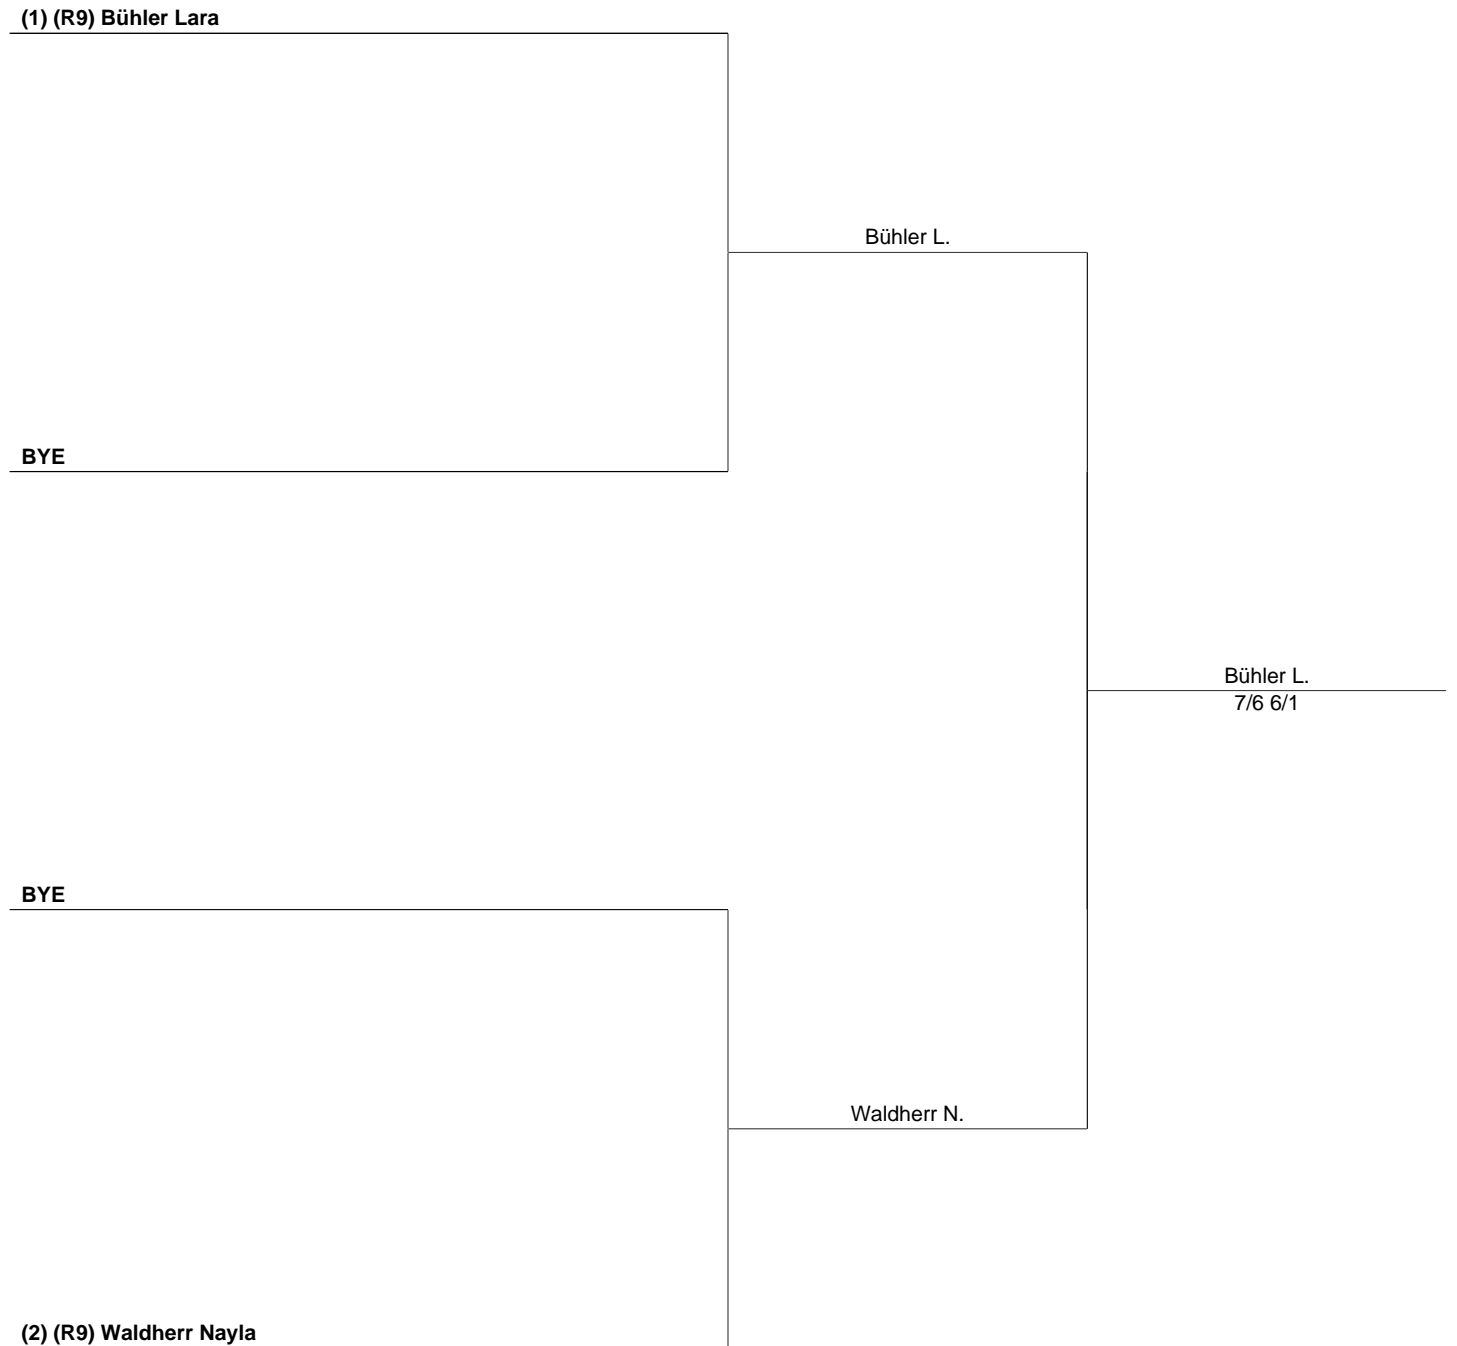 (1) (R9) Bühler Lara
Bühler L.
BYE
Bühler L.
7/6 6/1
BYE
Waldherr N.
(2) (R9) Waldherr Nayla